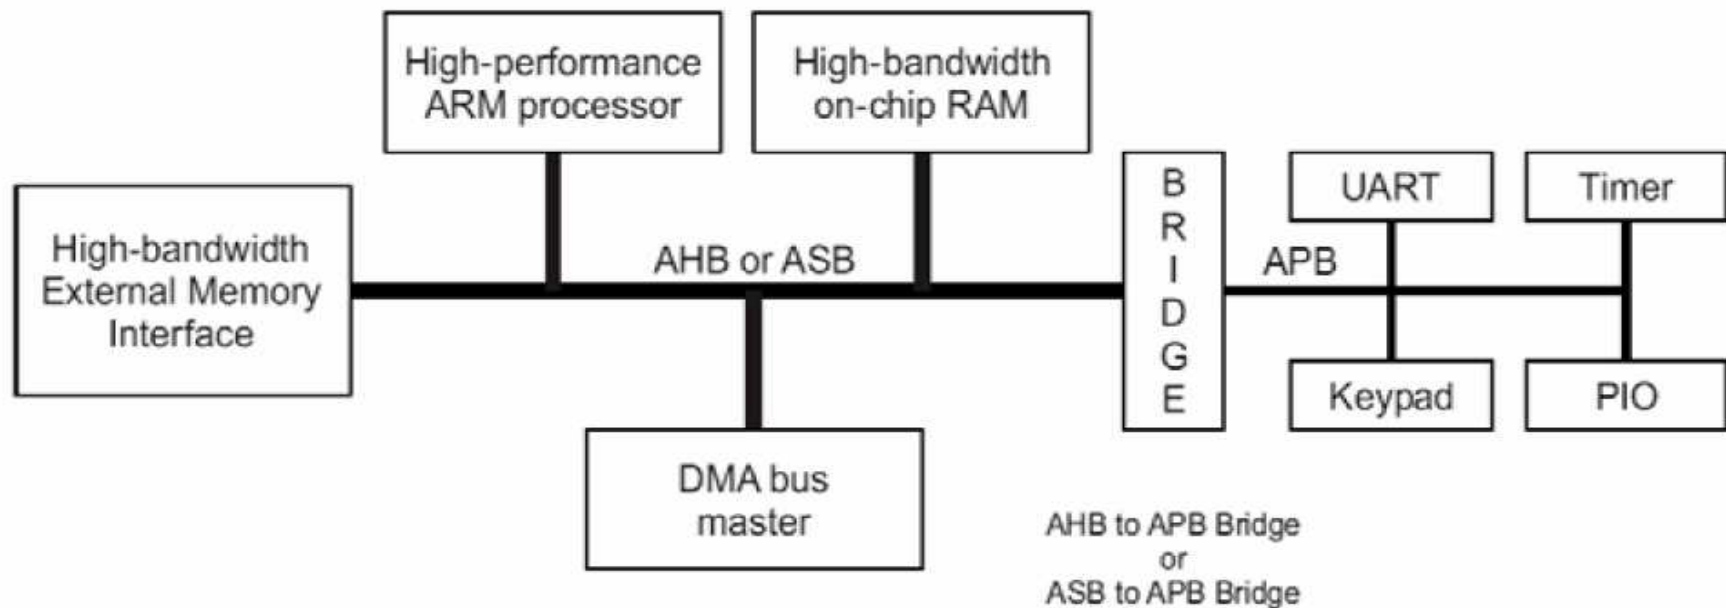 High-performance
ARM processor
High-bandwidth
on-chip RAM
High-bandwidth
External Memory
Interface
AHB or ASB
B
R
I
D
G
E
APB
UART
Timer
Keypad
PIO
DMA bus
master
AHB to APB Bridge
or
ASB to APB Bridge